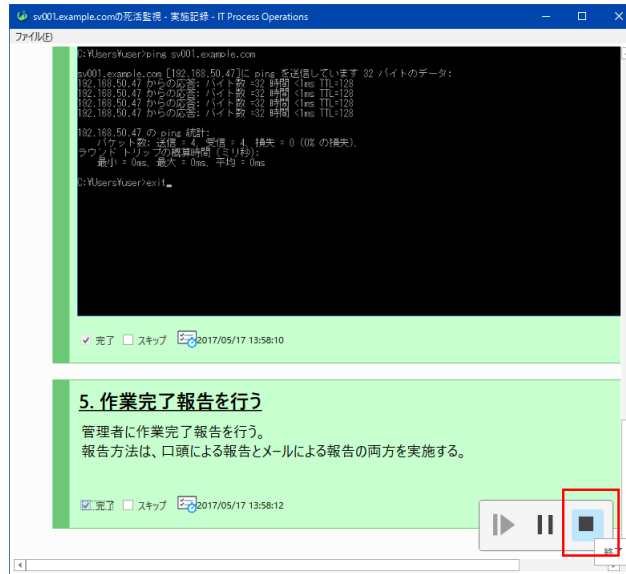 sv001.example.comの死活監視 - 実施記録 - IT Process Operations
ファイル(F)
C:¥Users¥user>ping sv001.example.com
sv001.example.com [192.168.50.47]に ping を送信しています 32 バイトのデータ:
192.168.50.47 からの応答: バイト数 =32 時間 <1ms TTL=128
192.168.50.47 からの応答: バイト数 =32 時間 <1ms TTL=128
192.168.50.47 からの応答: バイト数 =32 時間 <1ms TTL=128
192.168.50.47 からの応答: バイト数 =32 時間 <1ms TTL=128
192.168.50.47 の ping 統計:
パケット数: 送信 = 4、受信 = 4、損失 = 0 (0% の損失)、
ラウンド トリップの概算時間 (ミリ秒):
最小 = 0ms、最大 = 0ms、平均 = 0ms
C:¥Users¥user>exit
完了 スキップ 2017/05/17 13:58:10
5. 作業完了報告を行う
管理者に作業完了報告を行う。
報告方法は、口頭による報告とメールによる報告の両方を実施する。
完了 スキップ 2017/05/17 13:58:12
終了